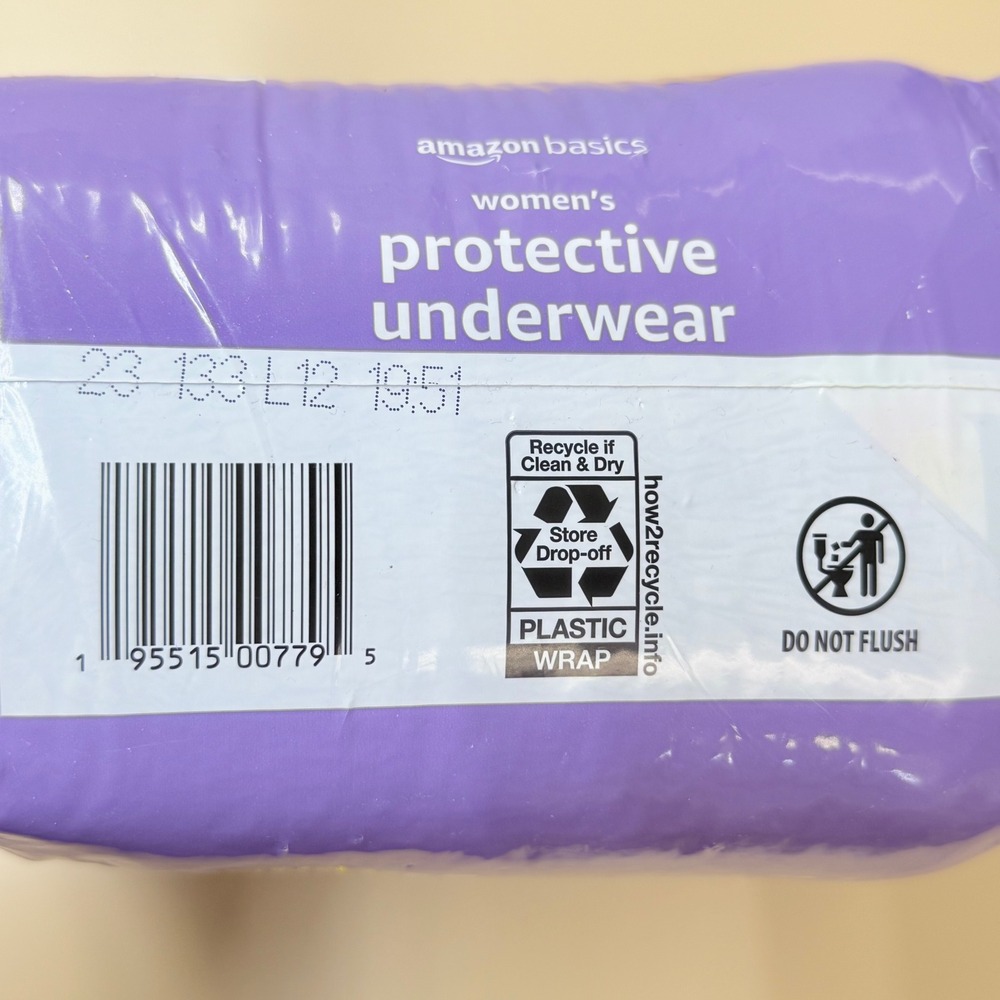 amazon basics
women's
protective
underwear
23 133 L12 19:51
Recycle if
Clean & Dry
Store
Drop-off
PLASTIC
WRAP
how2recycle.info
DO NOT FLUSH
1 95515 00779 5